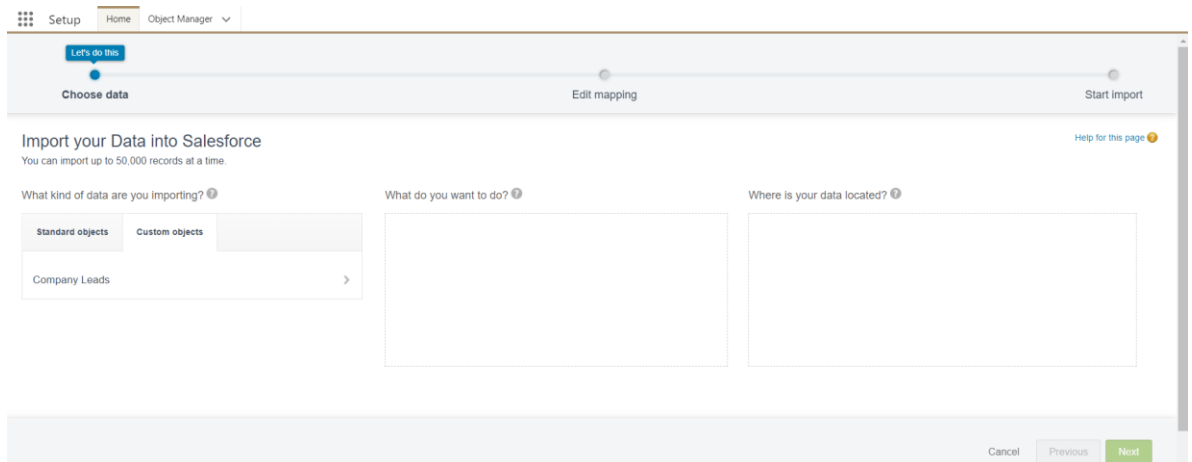 Setup Home Object Manager
Let's do this
Choose data Edit mapping Start import
Import your Data into Salesforce
Help for this page ?
You can import up to 50,000 records at a time.
What kind of data are you importing? ? What do you want to do? ? Where is your data located? ?
Standard objects Custom objects
Company Leads
Cancel Previous Next